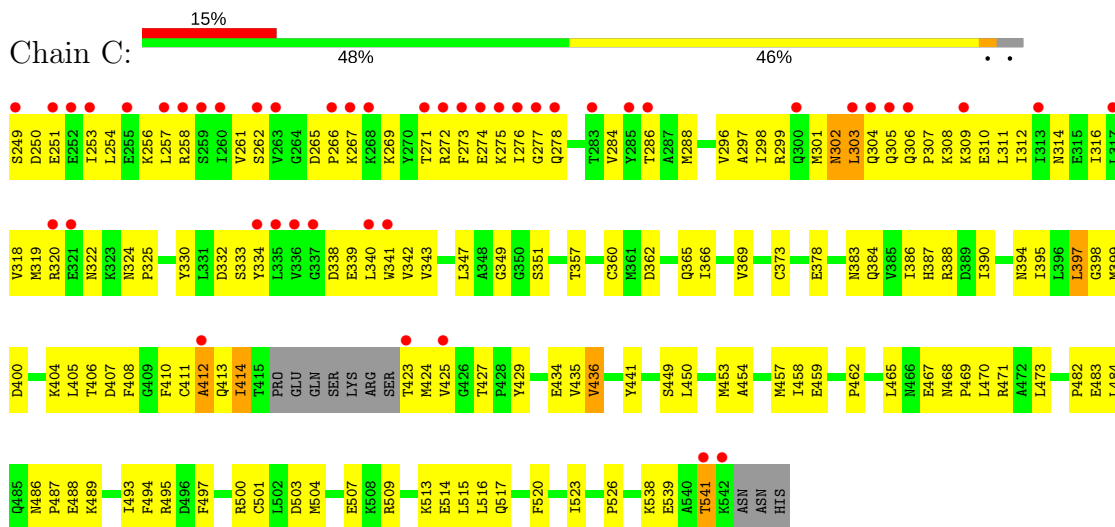 15%
Chain C:
48% 46% • •
S249 D250 E251 E252 I253 L254 E255 K256 L257 R258 S259 I260 V261 S262 V263 G264 D265 P266 K267 K268 K269 Y270 T271 R272 F273 E274 K275 I276 G277 Q278 T283 V284 Y285 T286 A287 M288 V296 A297 I298 R299 Q300 M301 N302 L303 Q304 Q305 Q306 P307 K308 K309 E310 L311 I312 I313 N314 E315 I316 L317
V318 M319 R320 E321 N322 K323 N324 P325 Y330 L331 D332 S333 Y334 L335 V336 G337 D338 E339 L340 W341 V342 V343 L347 A348 G349 G350 S351 T357 C360 M361 D362 Q365 I366 V369 C373 E378 N383 Q384 V385 I386 H387 R388 D389 I390 N394 I395 L396 L397 G398 M399
D400 K404 L405 T406 D407 F408 G409 F410 C411 A412 Q413 I414 T415 PRO GLU GLN SER LYS ARG SER T423 M424 V425 G426 T427 P428 Y429 E434 V435 V436 Y441 S449 L450 M453 A454 M457 I458 E459 P462 L465 N466 E467 N468 P469 L470 R471 A472 L473 P482 E483 L484
Q485 N486 P487 E488 K489 I493 F494 R495 D496 F497 R500 C501 L502 D503 M504 E507 K508 R509 K513 E514 L515 L516 Q517 F520 I523 P526 K538 E539 A540 T541 K542 ASN ASN HIS